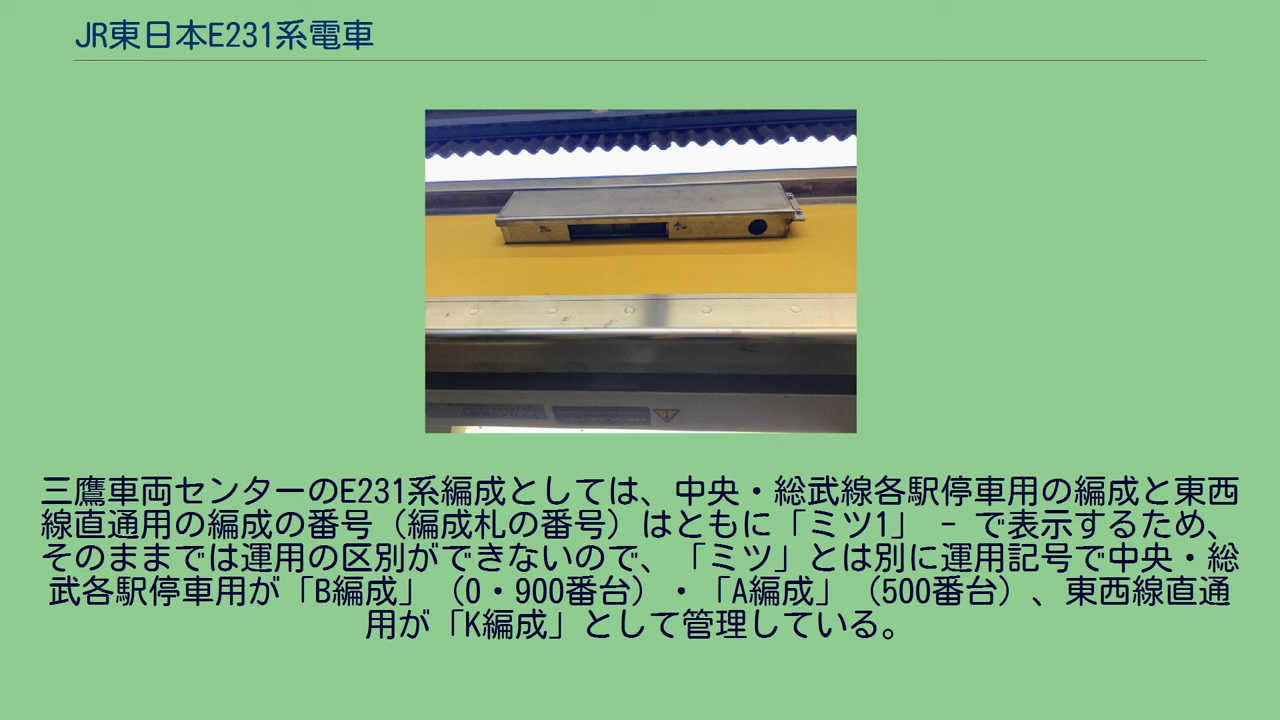 JR東日本E231系電車
三鷹車両センターのE231系編成としては、中央・総武線各駅停車用の編成と東西
線直通用の編成の番号（編成札の番号）はともに「ミツ1」 - で表示するため、
そのままでは運用の区別ができないので、「ミツ」とは別に運用記号で中央・総
武各駅停車用が「B編成」（0・900番台）・「A編成」（500番台）、東西線直通
用が「K編成」として管理している。